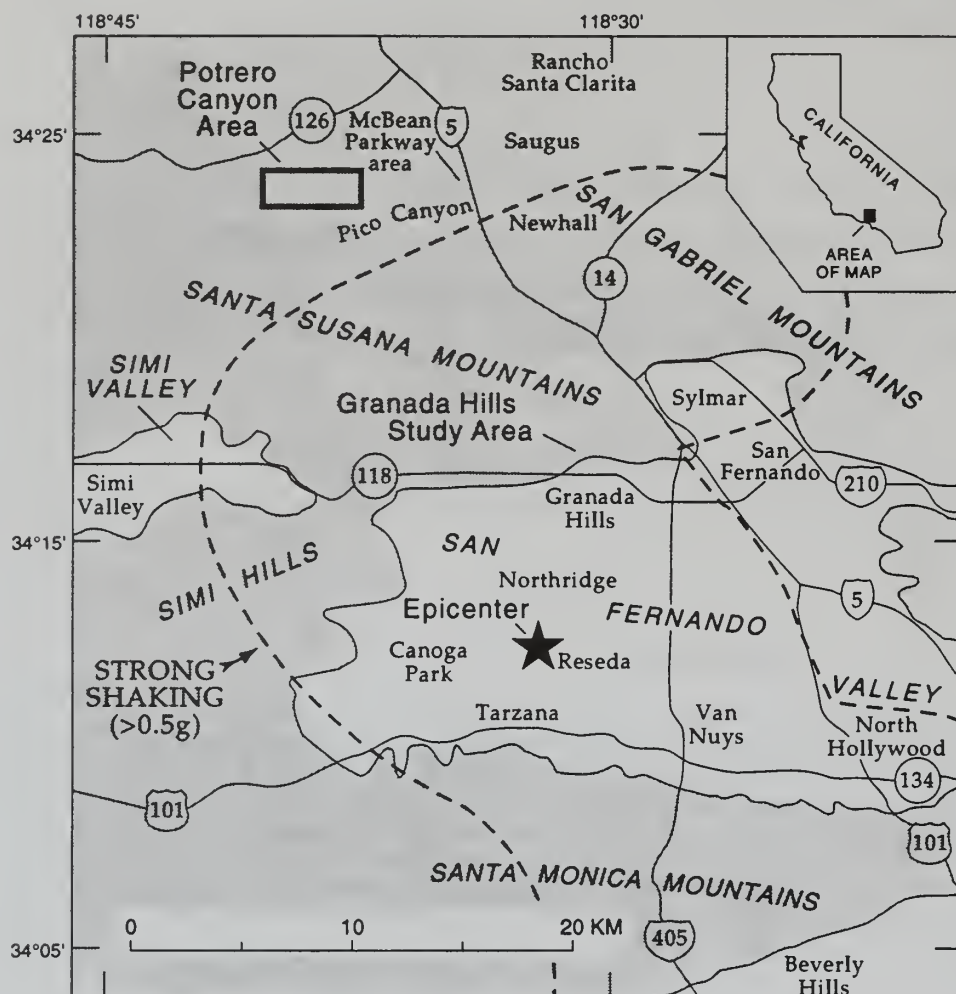 118°45'
118°30'
Potrero
Canyon
Area
126
McBean
Parkway
area
5
Rancho
Santa Clarita
Saugus
34°25'
CALIFORNIA
AREA
OF MAP
Pico Canyon
Newhall
SAN GABRIEL MOUNTAINS
14
SANTA SUSANA MOUNTAINS
SIMI
VALLEY
Granada Hills
Study Area
Sylmar
San
Fernando
210
118
Simi
Valley
Granada
Hills
34°15'
SIMI HILLS
SAN
FERNANDO
VALLEY
Northridge
5
Epicenter
Canoga
Park
Reseda
STRONG
SHAKING
(>0.5g)
Tarzana
Van
Nuys
North
Hollywood
134
101
101
SANTA MONICA MOUNTAINS
0 10 20 KM
405
34°05'
Beverly
Hills